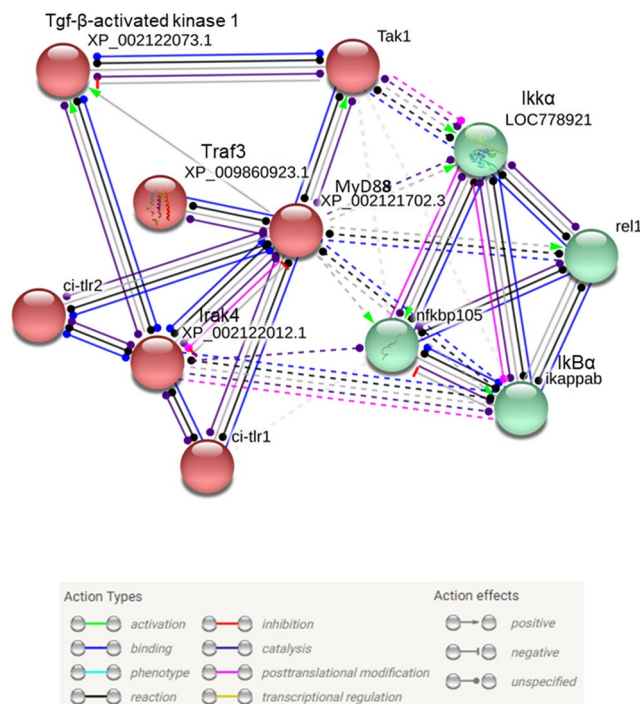 Tgf-β-activated kinase 1
XP_002122073.1
Tak1
Ikkα
LOC778921
Traf3
XP_009860923.1
MyD88
XP_002121702.3
rel1
ci-tlr2
Irak4
XP_002122012.1
nfkbp105
IkBα
ikappab
ci-tlr1
Action Types
Action effects
activation
inhibition
positive
binding
catalysis
negative
phenotype
posttranslational modification
unspecified
reaction
transcriptional regulation